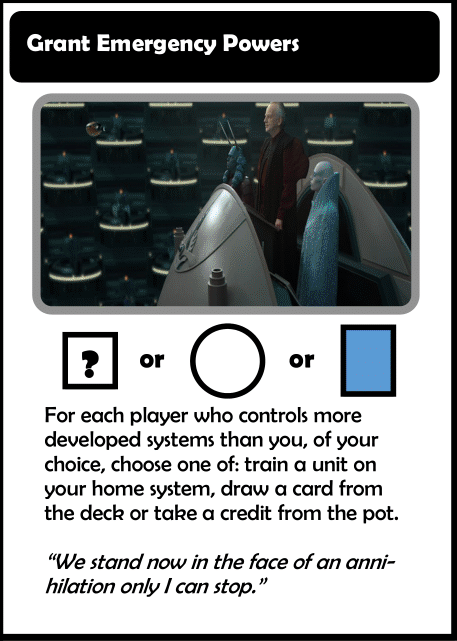 Grant Emergency Powers
? or or
For each player who controls more
developed systems than you, of your
choice, choose one of: train a unit on
your home system, draw a card from
the deck or take a credit from the pot.
“We stand now in the face of an anni-
hilation only I can stop.”